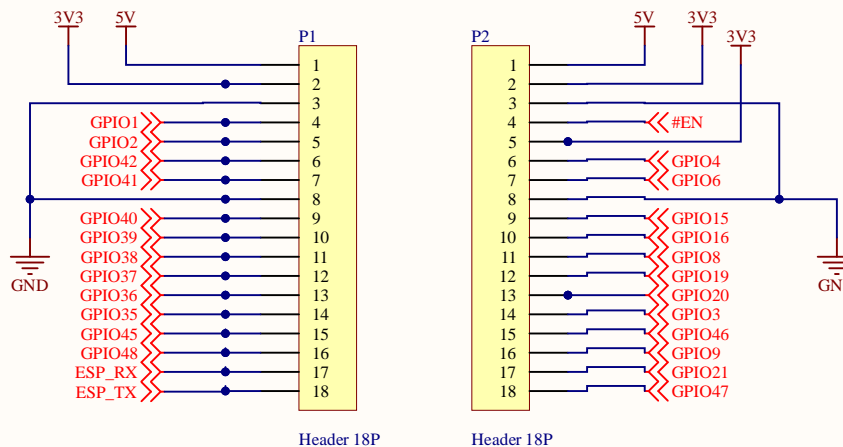 3V3 5V 5V 3V3
3V3
P1 P2
1 1
2 2
3 3
GPIO1 4 4 #EN
GPIO2 5 5
GPIO42 6 6 GPIO4
GPIO41 7 7 GPIO6
8 8
GPIO40 9 9 GPIO15
GPIO39 10 10 GPIO16
GPIO38 11 11 GPIO8
GPIO37 12 12 GPIO19
GPIO36 13 13 GPIO20
GPIO35 14 14 GPIO3
GPIO45 15 15 GPIO46
GPIO48 16 16 GPIO9
ESP_RX 17 17 GPIO21
ESP_TX 18 18 GPIO47
GND GN
Header 18P Header 18P